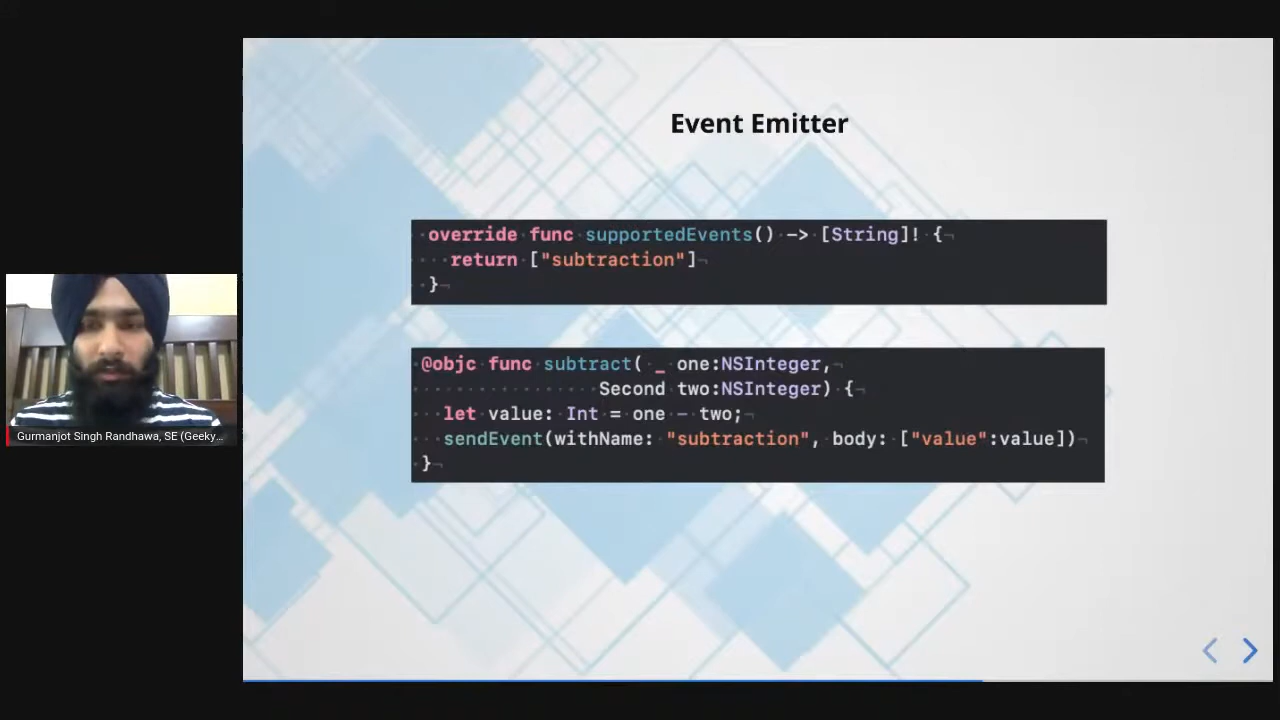 Event Emitter
override func supportedEvents() -> [String]! {
return ["subtraction"]
}
@objc func subtract( _ one:NSInteger,
Second two:NSInteger) {
let value: Int = one - two;
sendEvent(withName: "subtraction", body: ["value":value])
}
Gurmanjot Singh Randhawa, SE (Geeky...